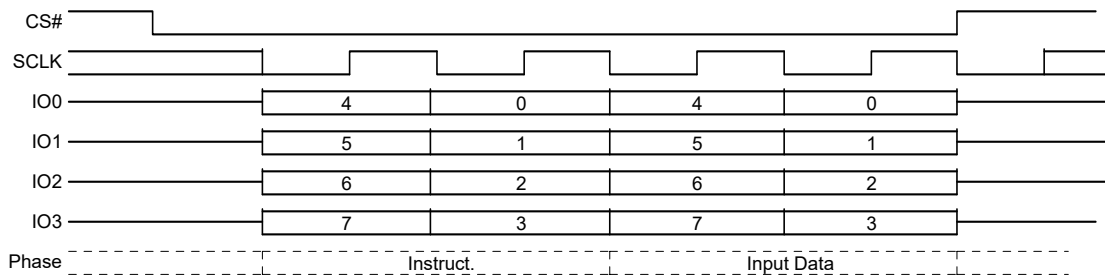 CS#
SCLK
IO0 4 0 4 0
IO1 5 1 5 1
IO2 6 2 6 2
IO3 7 3 7 3
Phase Instruct. Input Data